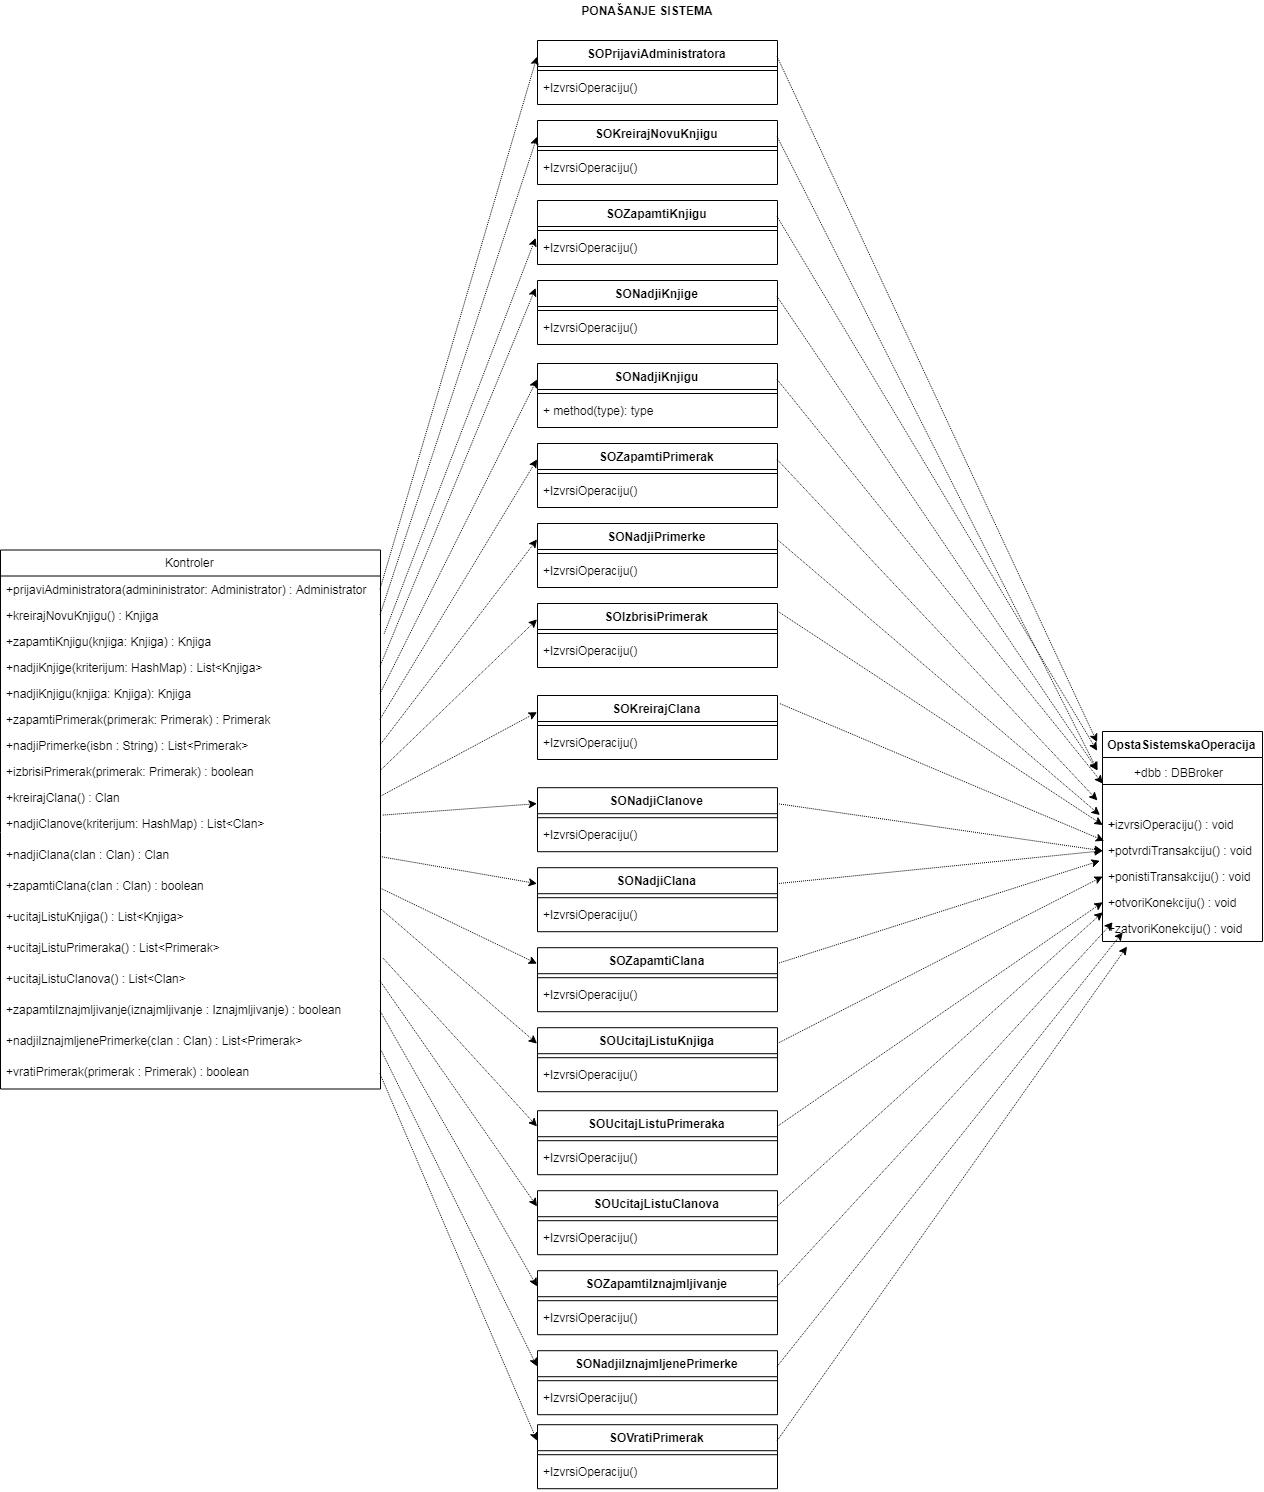 PONAŠANJE SISTEMA
SOPrijaviAdministratora
+IzvrsiOperaciju()
SOKreirajNovuKnjigu
+IzvrsiOperaciju()
SOZapamtiKnjigu
+IzvrsiOperaciju()
SONadjiKnjige
+IzvrsiOperaciju()
SONadjiKnjigu
+ method(type): type
SOZapamtiPrimerak
+IzvrsiOperaciju()
SONadjiPrimerke
+IzvrsiOperaciju()
SOIzbrisiPrimerak
+IzvrsiOperaciju()
SOKreirajClana
+IzvrsiOperaciju()
SONadjiClanove
+IzvrsiOperaciju()
SONadjiClana
+IzvrsiOperaciju()
SOZapamtiClana
+IzvrsiOperaciju()
SOUcitajListuKnjiga
+IzvrsiOperaciju()
SOUcitajListuPrimeraka
+IzvrsiOperaciju()
SOUcitajListuClanova
+IzvrsiOperaciju()
SOZapamtiIznajmljivanje
+IzvrsiOperaciju()
SONadjiIznajmljenePrimerke
+IzvrsiOperaciju()
SOVratiPrimerak
+IzvrsiOperaciju()
Kontroler
+prijaviAdministratora(admininistrator: Administrator) : Administrator
+kreirajNovuKnjigu() : Knjiga
+zapamtiKnjigu(knjiga: Knjiga) : Knjiga
+nadjiKnjige(kriterijum: HashMap) : List<Knjiga>
+nadjiKnjigu(knjiga: Knjiga): Knjiga
+zapamtiPrimerak(primerak: Primerak) : Primerak
+nadjiPrimerke(isbn : String) : List<Primerak>
+izbrisiPrimerak(primerak: Primerak) : boolean
+kreirajClana() : Clan
+nadjiClanove(kriterijum: HashMap) : List<Clan>
+nadjiClana(clan : Clan) : Clan
+zapamtiClana(clan : Clan) : boolean
+ucitajListuKnjiga() : List<Knjiga>
+ucitajListuPrimeraka() : List<Primerak>
+ucitajListuClanova() : List<Clan>
+zapamtiIznajmljivanje(iznajmljivanje : Iznajmljivanje) : boolean
+nadjiIznajmljenePrimerke(clan : Clan) : List<Primerak>
+vratiPrimerak(primerak : Primerak) : boolean
OpstaSistemskaOperacija
+dbb : DBBroker
+izvrsiOperaciju() : void
+potvrdiTransakciju() : void
+ponistiTransakciju() : void
+otvoriKonekciju() : void
+zatvoriKonekciju() : void